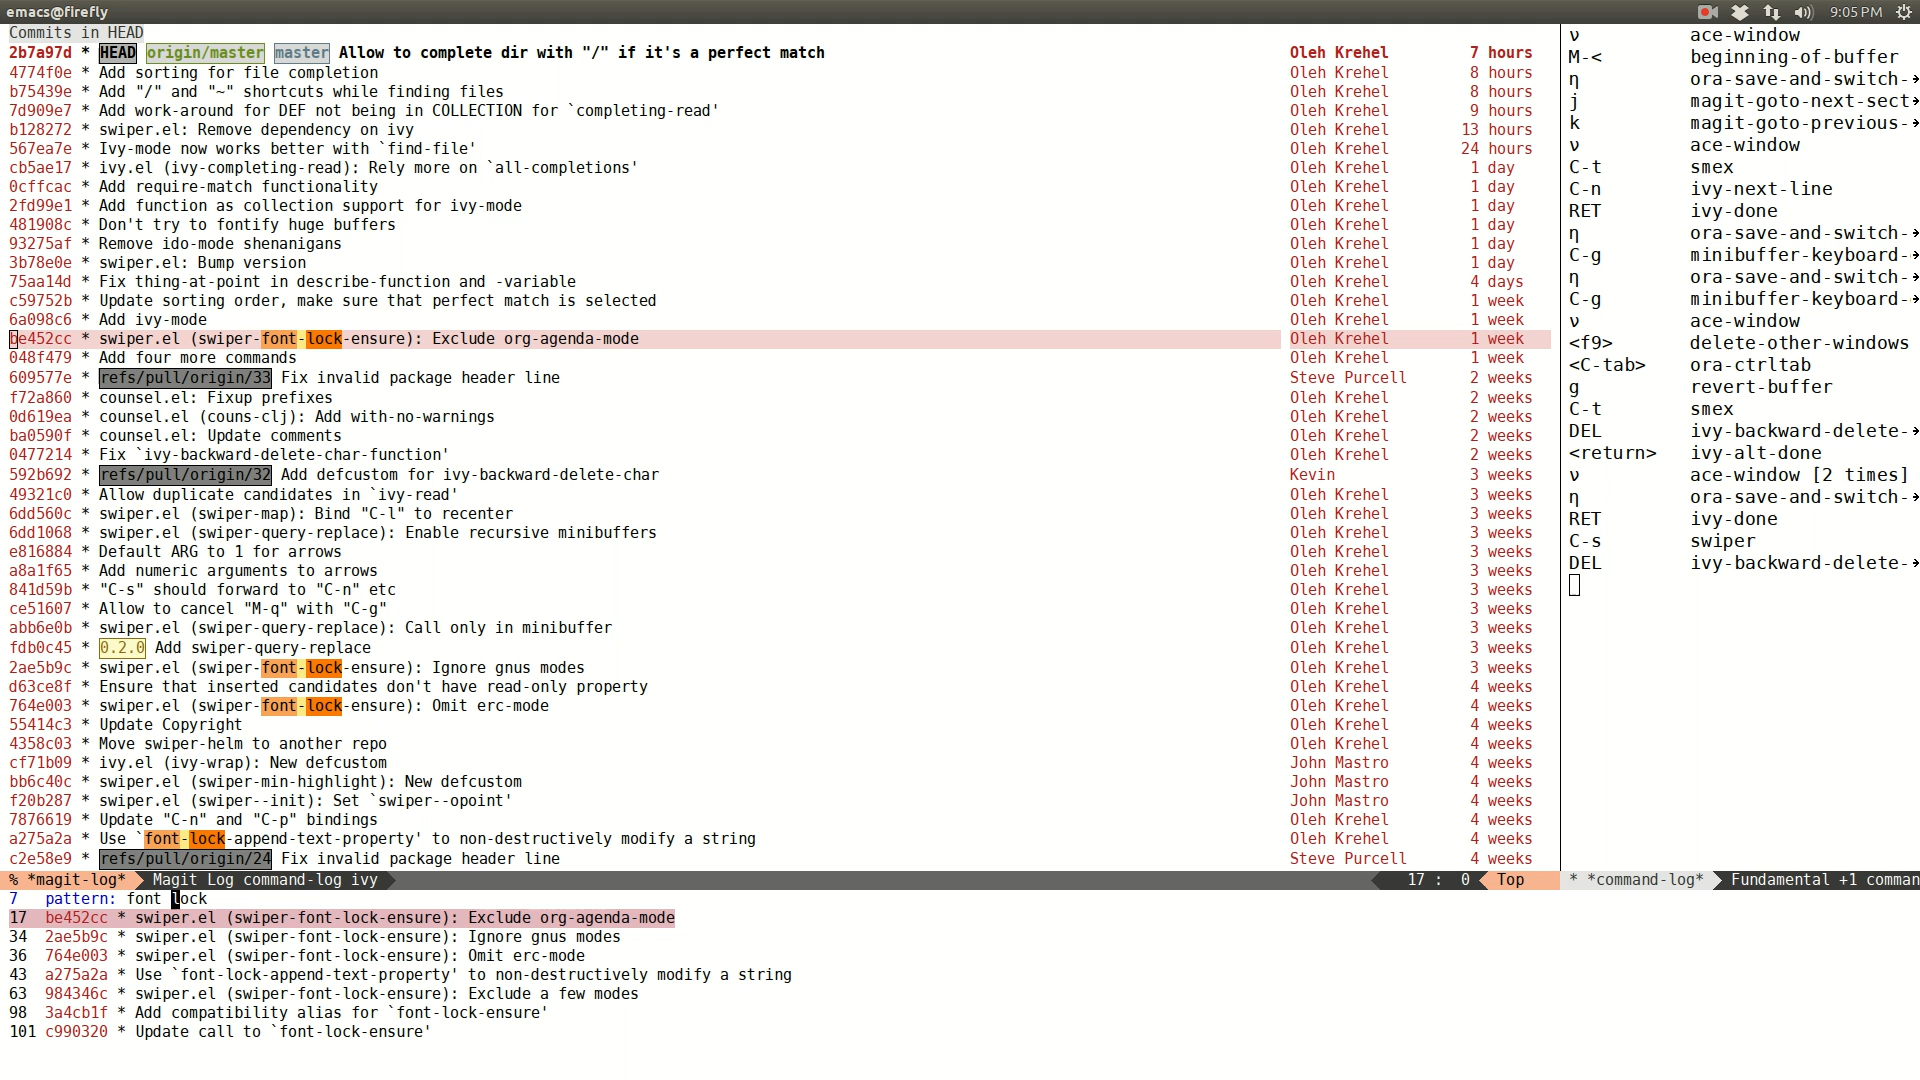 emacs@firefly 9:05 PM
Commits in HEAD
2b7a97d * HEAD origin/master master Allow to complete dir with "/" if it's a perfect match Oleh Krehel 7 hours
4774f0e * Add sorting for file completion Oleh Krehel 8 hours
b75439e * Add "/" and "~" shortcuts while finding files Oleh Krehel 8 hours
7d909e7 * Add work-around for DEF not being in COLLECTION for `completing-read' Oleh Krehel 9 hours
b128272 * swiper.el: Remove dependency on ivy Oleh Krehel 13 hours
567ea7e * Ivy-mode now works better with `find-file' Oleh Krehel 24 hours
cb5ae17 * ivy.el (ivy-completing-read): Rely more on `all-completions' Oleh Krehel 1 day
0cffcac * Add require-match functionality Oleh Krehel 1 day
2fd99e1 * Add function as collection support for ivy-mode Oleh Krehel 1 day
481908c * Don't try to fontify huge buffers Oleh Krehel 1 day
93275af * Remove ido-mode shenanigans Oleh Krehel 1 day
3b78e0e * swiper.el: Bump version Oleh Krehel 1 day
75aa14d * Fix thing-at-point in describe-function and -variable Oleh Krehel 4 days
c59752b * Update sorting order, make sure that perfect match is selected Oleh Krehel 1 week
6a098c6 * Add ivy-mode Oleh Krehel 1 week
be452cc * swiper.el (swiper-font-lock-ensure): Exclude org-agenda-mode Oleh Krehel 1 week
048f479 * Add four more commands Oleh Krehel 1 week
609577e * refs/pull/origin/33 Fix invalid package header line Steve Purcell 2 weeks
f72a860 * counsel.el: Fixup prefixes Oleh Krehel 2 weeks
0d619ea * counsel.el (couns-clj): Add with-no-warnings Oleh Krehel 2 weeks
ba0590f * counsel.el: Update comments Oleh Krehel 2 weeks
0477214 * Fix `ivy-backward-delete-char-function' Oleh Krehel 2 weeks
592b692 * refs/pull/origin/32 Add defcustom for ivy-backward-delete-char Kevin 3 weeks
49321c0 * Allow duplicate candidates in `ivy-read' Oleh Krehel 3 weeks
6dd560c * swiper.el (swiper-map): Bind "C-l" to recenter Oleh Krehel 3 weeks
6dd1068 * swiper.el (swiper-query-replace): Enable recursive minibuffers Oleh Krehel 3 weeks
e816884 * Default ARG to 1 for arrows Oleh Krehel 3 weeks
a8a1f65 * Add numeric arguments to arrows Oleh Krehel 3 weeks
841d59b * "C-s" should forward to "C-n" etc Oleh Krehel 3 weeks
ce51607 * Allow to cancel "M-q" with "C-g" Oleh Krehel 3 weeks
abb6e0b * swiper.el (swiper-query-replace): Call only in minibuffer Oleh Krehel 3 weeks
fdb0c45 * 0.2.0 Add swiper-query-replace Oleh Krehel 3 weeks
2ae5b9c * swiper.el (swiper-font-lock-ensure): Ignore gnus modes Oleh Krehel 3 weeks
d63ce8f * Ensure that inserted candidates don't have read-only property Oleh Krehel 4 weeks
764e003 * swiper.el (swiper-font-lock-ensure): Omit erc-mode Oleh Krehel 4 weeks
55414c3 * Update Copyright Oleh Krehel 4 weeks
4358c03 * Move swiper-helm to another repo Oleh Krehel 4 weeks
cf71b09 * ivy.el (ivy-wrap): New defcustom John Mastro 4 weeks
bb6c40c * swiper.el (swiper-min-highlight): New defcustom John Mastro 4 weeks
f20b287 * swiper.el (swiper--init): Set `swiper--opoint' John Mastro 4 weeks
7876619 * Update "C-n" and "C-p" bindings Oleh Krehel 4 weeks
a275a2a * Use `font-lock-append-text-property' to non-destructively modify a string Oleh Krehel 4 weeks
c2e58e9 * refs/pull/origin/24 Fix invalid package header line Steve Purcell 4 weeks
% *magit-log* Magit Log command-log ivy 17 : 0 Top
7 pattern: font lock
17 be452cc * swiper.el (swiper-font-lock-ensure): Exclude org-agenda-mode
34 2ae5b9c * swiper.el (swiper-font-lock-ensure): Ignore gnus modes
36 764e003 * swiper.el (swiper-font-lock-ensure): Omit erc-mode
43 a275a2a * Use `font-lock-append-text-property' to non-destructively modify a string
63 984346c * swiper.el (swiper-font-lock-ensure): Exclude a few modes
98 3a4cb1f * Add compatibility alias for `font-lock-ensure'
101 c990320 * Update call to `font-lock-ensure'
ν ace-window
M-< beginning-of-buffer
η ora-save-and-switch-→
j magit-goto-next-sect→
k magit-goto-previous-→
ν ace-window
C-t smex
C-n ivy-next-line
RET ivy-done
η ora-save-and-switch-→
C-g minibuffer-keyboard-→
η ora-save-and-switch-→
C-g minibuffer-keyboard-→
ν ace-window
<f9> delete-other-windows
<C-tab> ora-ctrltab
g revert-buffer
C-t smex
DEL ivy-backward-delete-→
<return> ivy-alt-done
ν ace-window [2 times]
η ora-save-and-switch-→
RET ivy-done
C-s swiper
DEL ivy-backward-delete-→
* *command-log* Fundamental +1 comman